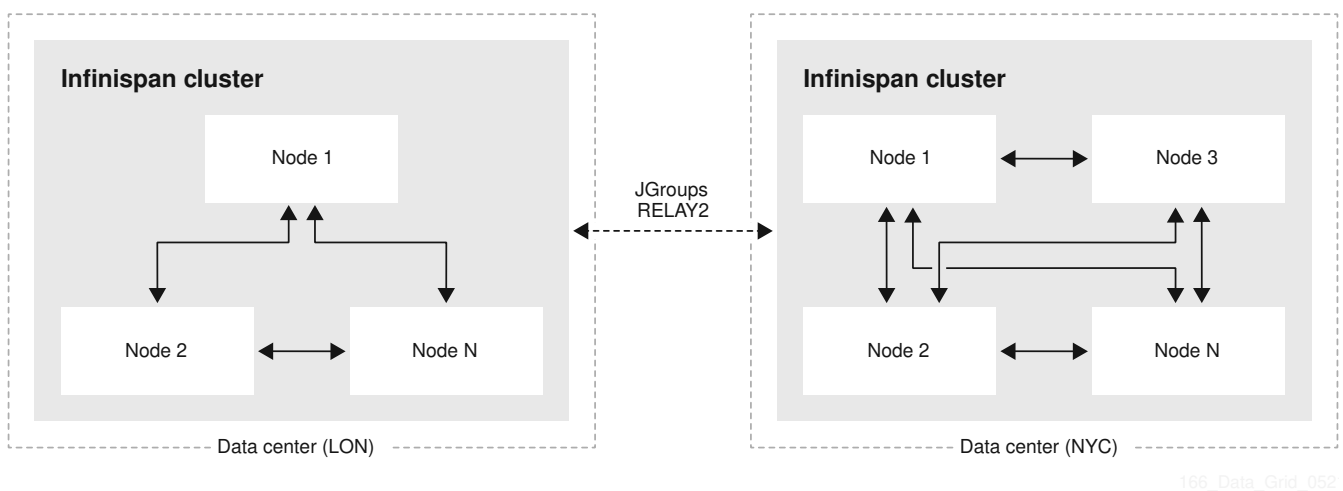 Infinispan cluster
Node 1
Node 2
Node N
Data center (LON)
JGroups
RELAY2
Infinispan cluster
Node 1
Node 3
Node 2
Node N
Data center (NYC)
166_Data_Grid_052